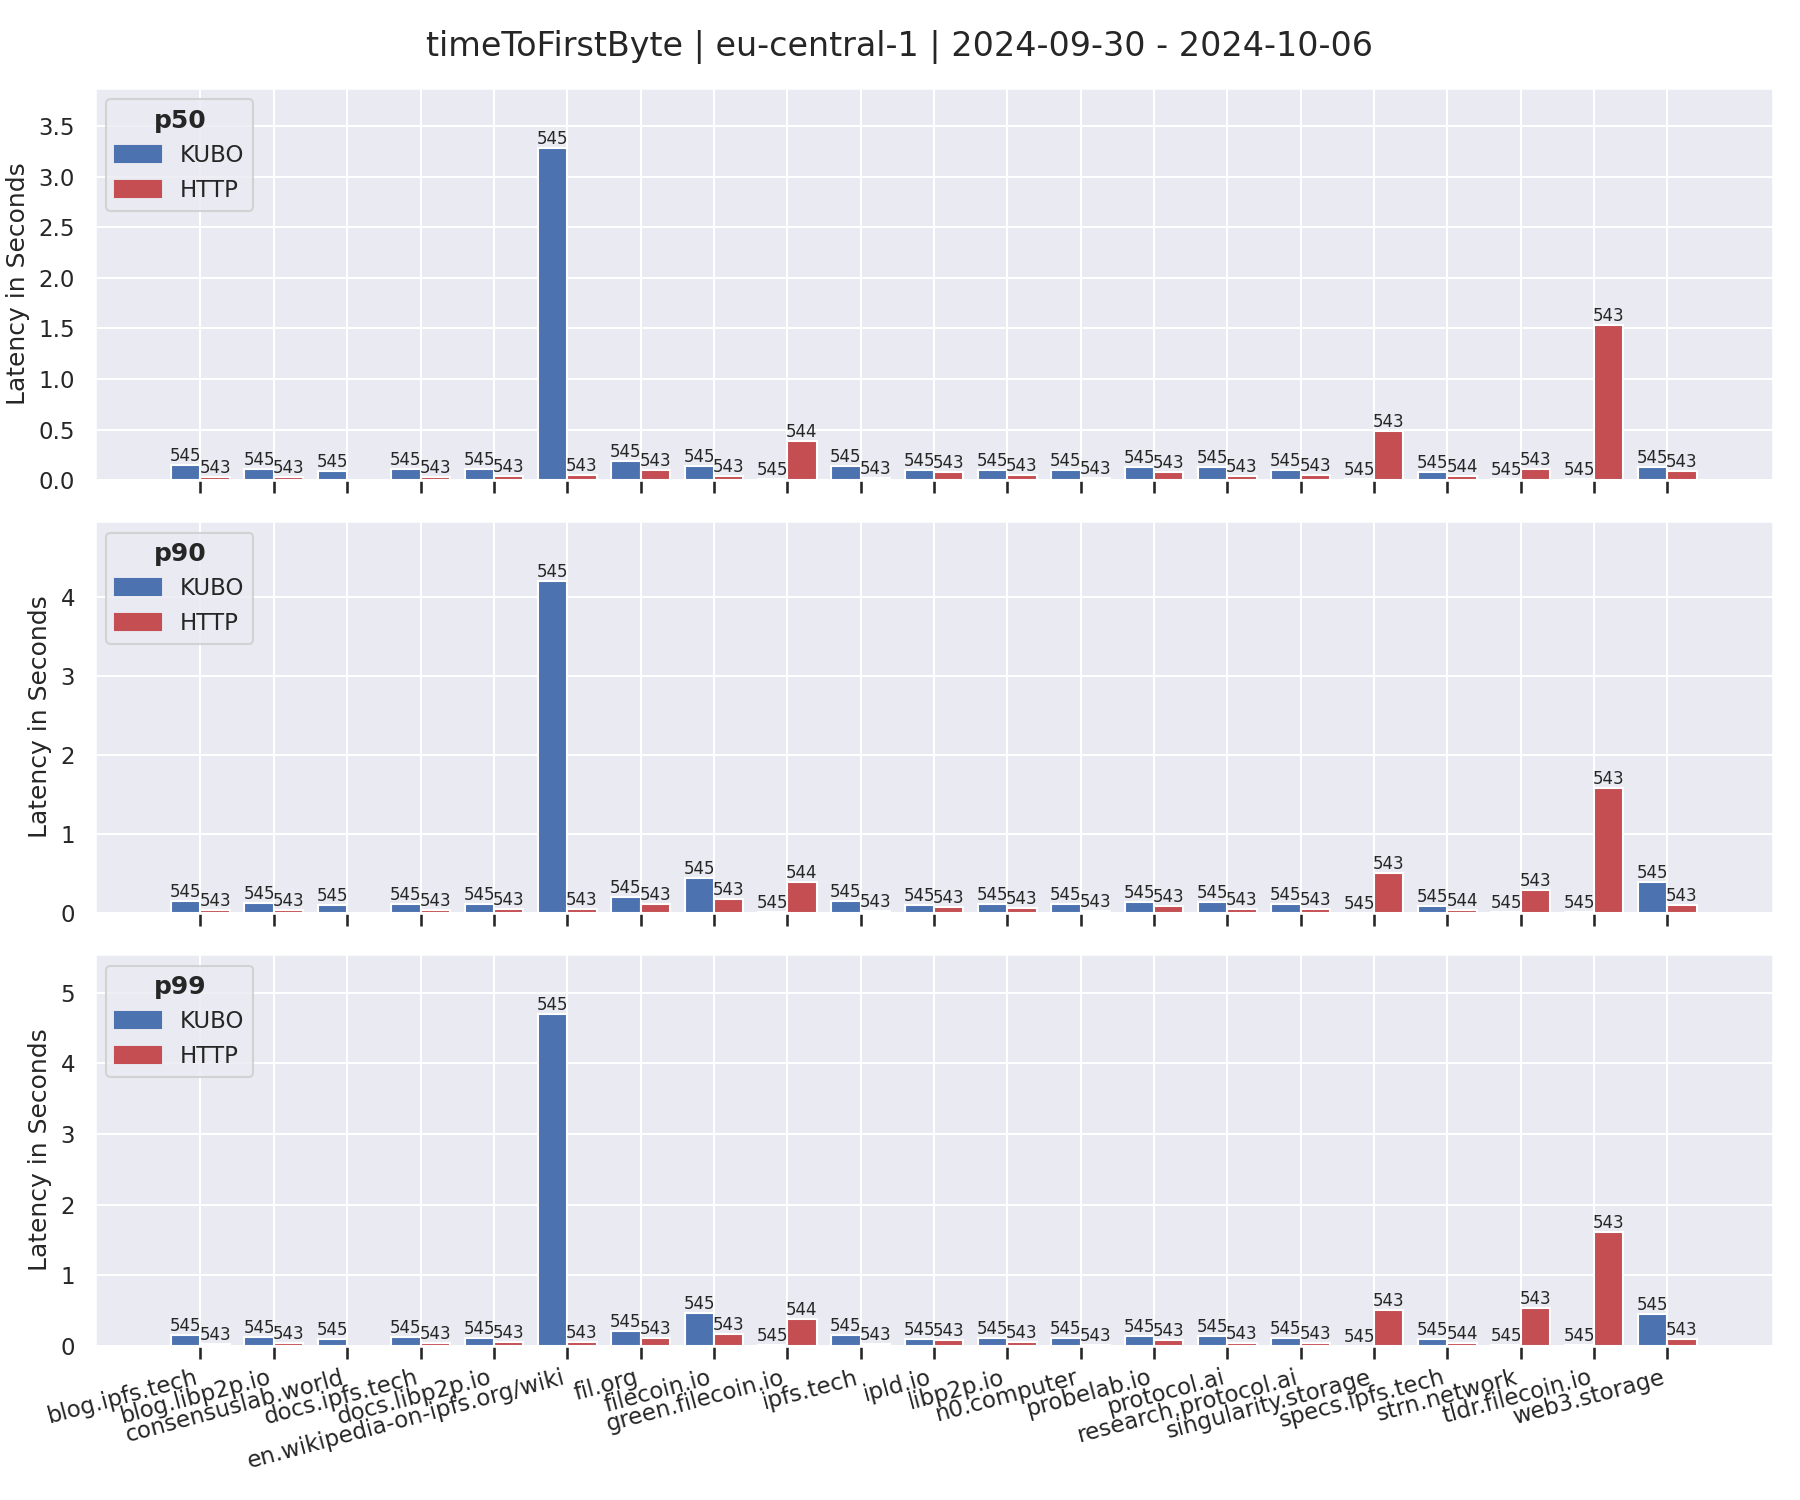 timeToFirstByte | eu-central-1 | 2024-09-30 - 2024-10-06
p50
KUBO
HTTP
Latency in Seconds
3.5
3.0
2.5
2.0
1.5
1.0
0.5
0.0
545 543 545 543 545 545 543 545 543 545 543 545 543 545 543 545 544 545 543 545 543 545 543 545 543 545 543 545 543 545 543 545 543 545 544 545 543 545 543 545 543
p90
KUBO
HTTP
Latency in Seconds
4
3
2
1
0
545 543 545 543 545 545 543 545 543 545 543 545 543 545 543 545 544 545 543 545 543 545 543 545 543 545 543 545 543 545 543 545 543 545 544 545 543 545 543 545 543
p99
KUBO
HTTP
Latency in Seconds
5
4
3
2
1
0
545 543 545 543 545 545 543 545 543 545 543 545 543 545 543 545 544 545 543 545 543 545 543 545 543 545 543 545 543 545 543 545 543 545 544 545 543 545 543 545 543
blog.ipfs.tech
blog.libp2p.io
consensuslab.world
docs.ipfs.tech
docs.libp2p.io
en.wikipedia-on-ipfs.org/wiki
fil.org
filecoin.io
green.filecoin.io
ipfs.tech
ipld.io
libp2p.io
n0.computer
probelab.io
protocol.ai
research.protocol.ai
singularity.storage
specs.ipfs.tech
strn.network
tldr.filecoin.io
web3.storage